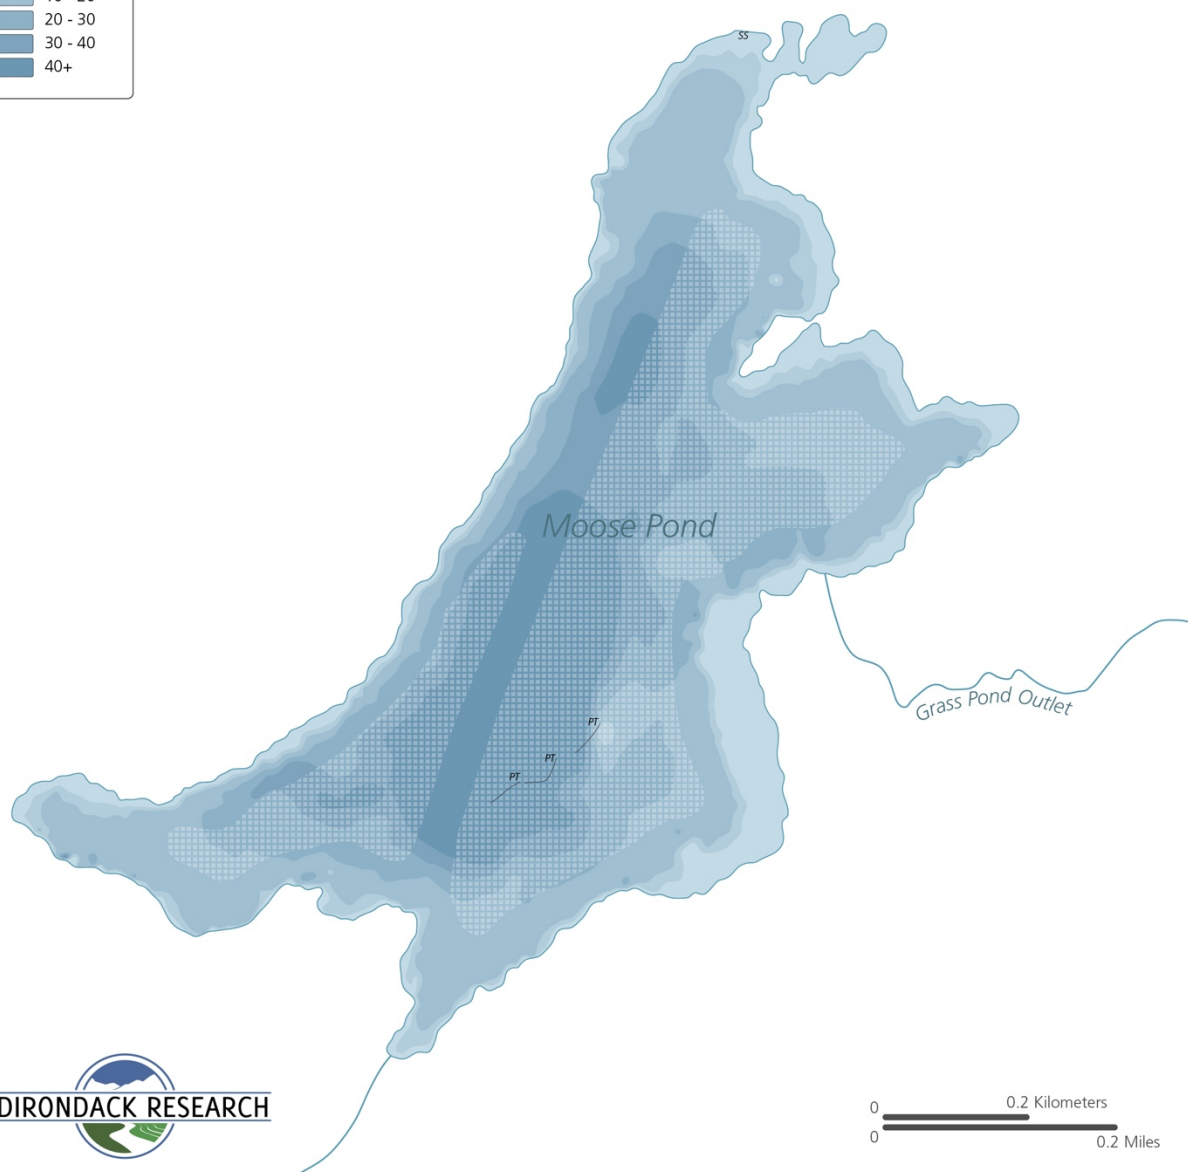 20 - 30
30 - 40
40+
SS
Moose Pond
Grass Pond Outlet
PT
PT
PT
DIRONDACK RESEARCH
0 0.2 Kilometers
0 0.2 Miles